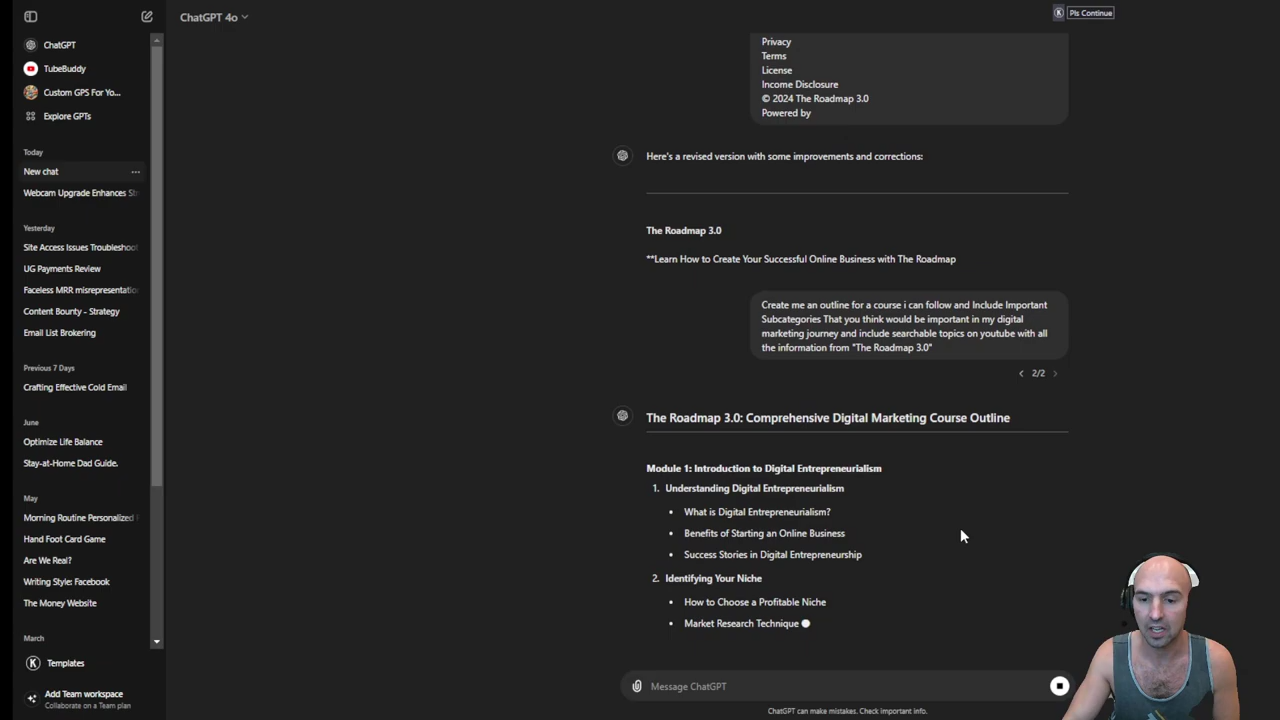 ChatGPT 4o
Pls Continue
ChatGPT
TubeBuddy
Custom GPS For Yo...
Explore GPTs
Today
New chat
Webcam Upgrade Enhances Str
Yesterday
Site Access Issues Troubleshoot
UG Payments Review
Faceless MRR misrepresentatio
Content Bounty - Strategy
Email List Brokering
Previous 7 Days
Crafting Effective Cold Email
June
Optimize Life Balance
Stay-at-Home Dad Guide.
May
Morning Routine Personalized
Hand Foot Card Game
Are We Real?
Writing Style: Facebook
The Money Website
March
K Templates
Add Team workspace
Collaborate on a Team plan
Privacy
Terms
License
Income Disclosure
© 2024 The Roadmap 3.0
Powered by
Here's a revised version with some improvements and corrections:
The Roadmap 3.0
**Learn How to Create Your Successful Online Business with The Roadmap
Create me an outline for a course i can follow and Include Important
Subcategories That you think would be important in my digital
marketing journey and include searchable topics on youtube with all
the information from "The Roadmap 3.0"
2/2
The Roadmap 3.0: Comprehensive Digital Marketing Course Outline
Module 1: Introduction to Digital Entrepreneurialism
1. Understanding Digital Entrepreneurialism
• What is Digital Entrepreneurialism?
• Benefits of Starting an Online Business
• Success Stories in Digital Entrepreneurship
2. Identifying Your Niche
• How to Choose a Profitable Niche
• Market Research Technique
Message ChatGPT
ChatGPT can make mistakes. Check important info.